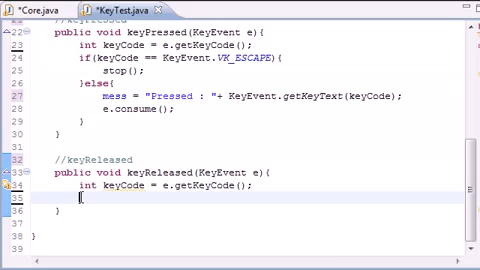 *Core.java *KeyTest.java
22 public void keyPressed(KeyEvent e){
23 int keyCode = e.getKeyCode();
24 if(keyCode == KeyEvent.VK_ESCAPE){
25 stop();
26 }else{
27 mess = "Pressed : "+ KeyEvent.getKeyText(keyCode);
28 e.consume();
29 }
30 }
31
32 //keyReleased
33 public void keyReleased(KeyEvent e){
34 int keyCode = e.getKeyCode();
35
36 }
37
38 }
39